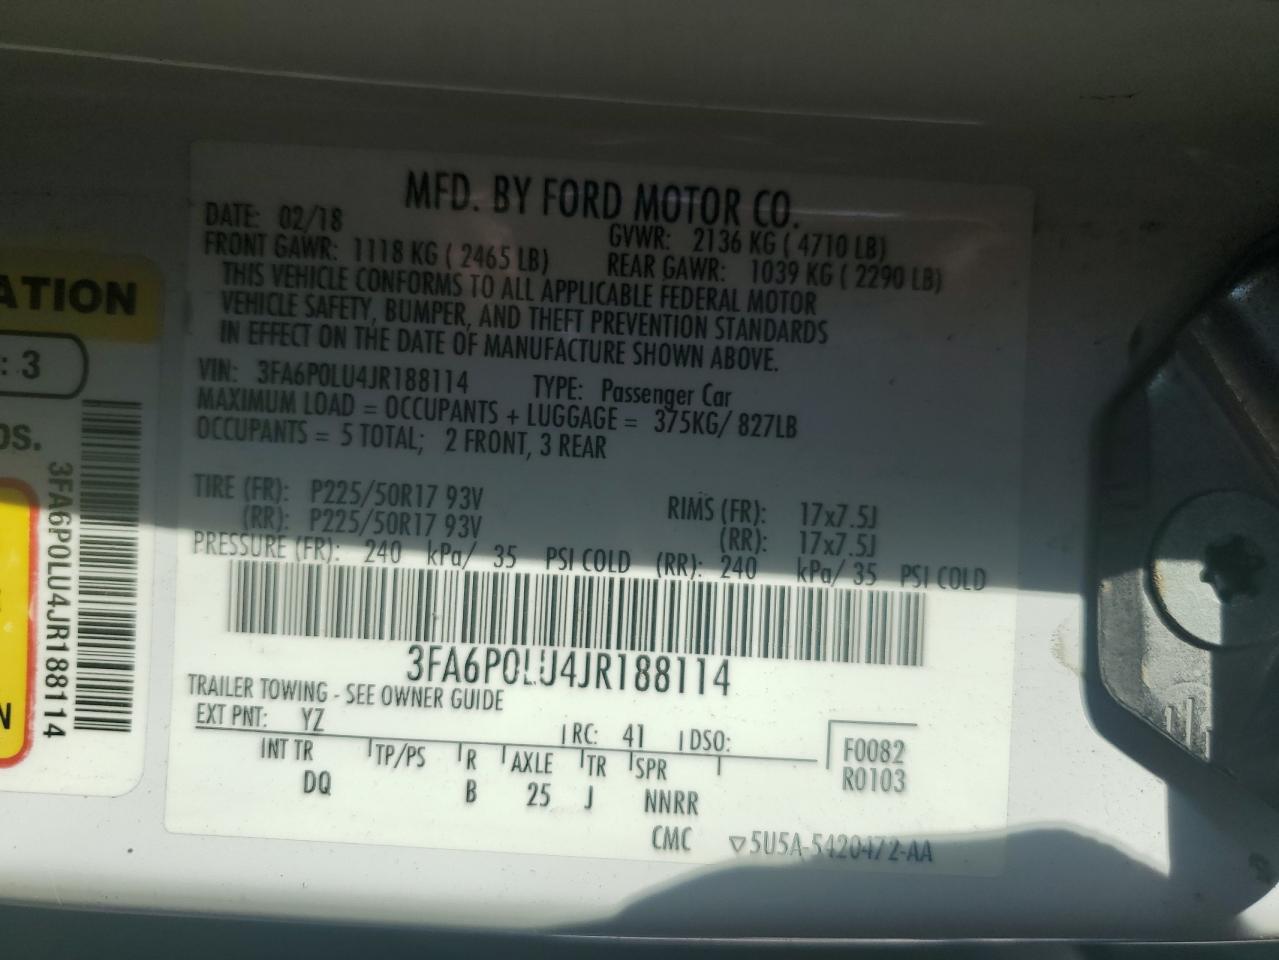 MFD. BY FORD MOTOR CO.
DATE: 02/18 GVWR: 2136 KG ( 4710 LB)
FRONT GAWR: 1118 KG ( 2465 LB) REAR GAWR: 1039 KG ( 2290 LB)
THIS VEHICLE CONFORMS TO ALL APPLICABLE FEDERAL MOTOR
VEHICLE SAFETY, BUMPER, AND THEFT PREVENTION STANDARDS
IN EFFECT ON THE DATE OF MANUFACTURE SHOWN ABOVE.
VIN: 3FA6P0LU4JR188114 TYPE: Passenger Car
MAXIMUM LOAD = OCCUPANTS + LUGGAGE = 375KG/ 827LB
OCCUPANTS = 5 TOTAL; 2 FRONT, 3 REAR
TIRE (FR): P225/50R17 93V RIMS (FR): 17x7.5J
(RR): P225/50R17 93V (RR): 17x7.5J
PRESSURE (FR): 240 kPa/ 35 PSI COLD (RR): 240 kPa/ 35 PSI COLD
3FA6P0LU4JR188114
TRAILER TOWING - SEE OWNER GUIDE
EXT PNT: YZ RC: 41 DSO:
INT TR TP/PS R AXLE TR SPR
DQ B 25 J NNRR
F0082
R0103
CMC ▽5U5A-5420472-AA
ATION
: 3
DS.
3FA6P0LU4JR188114
N